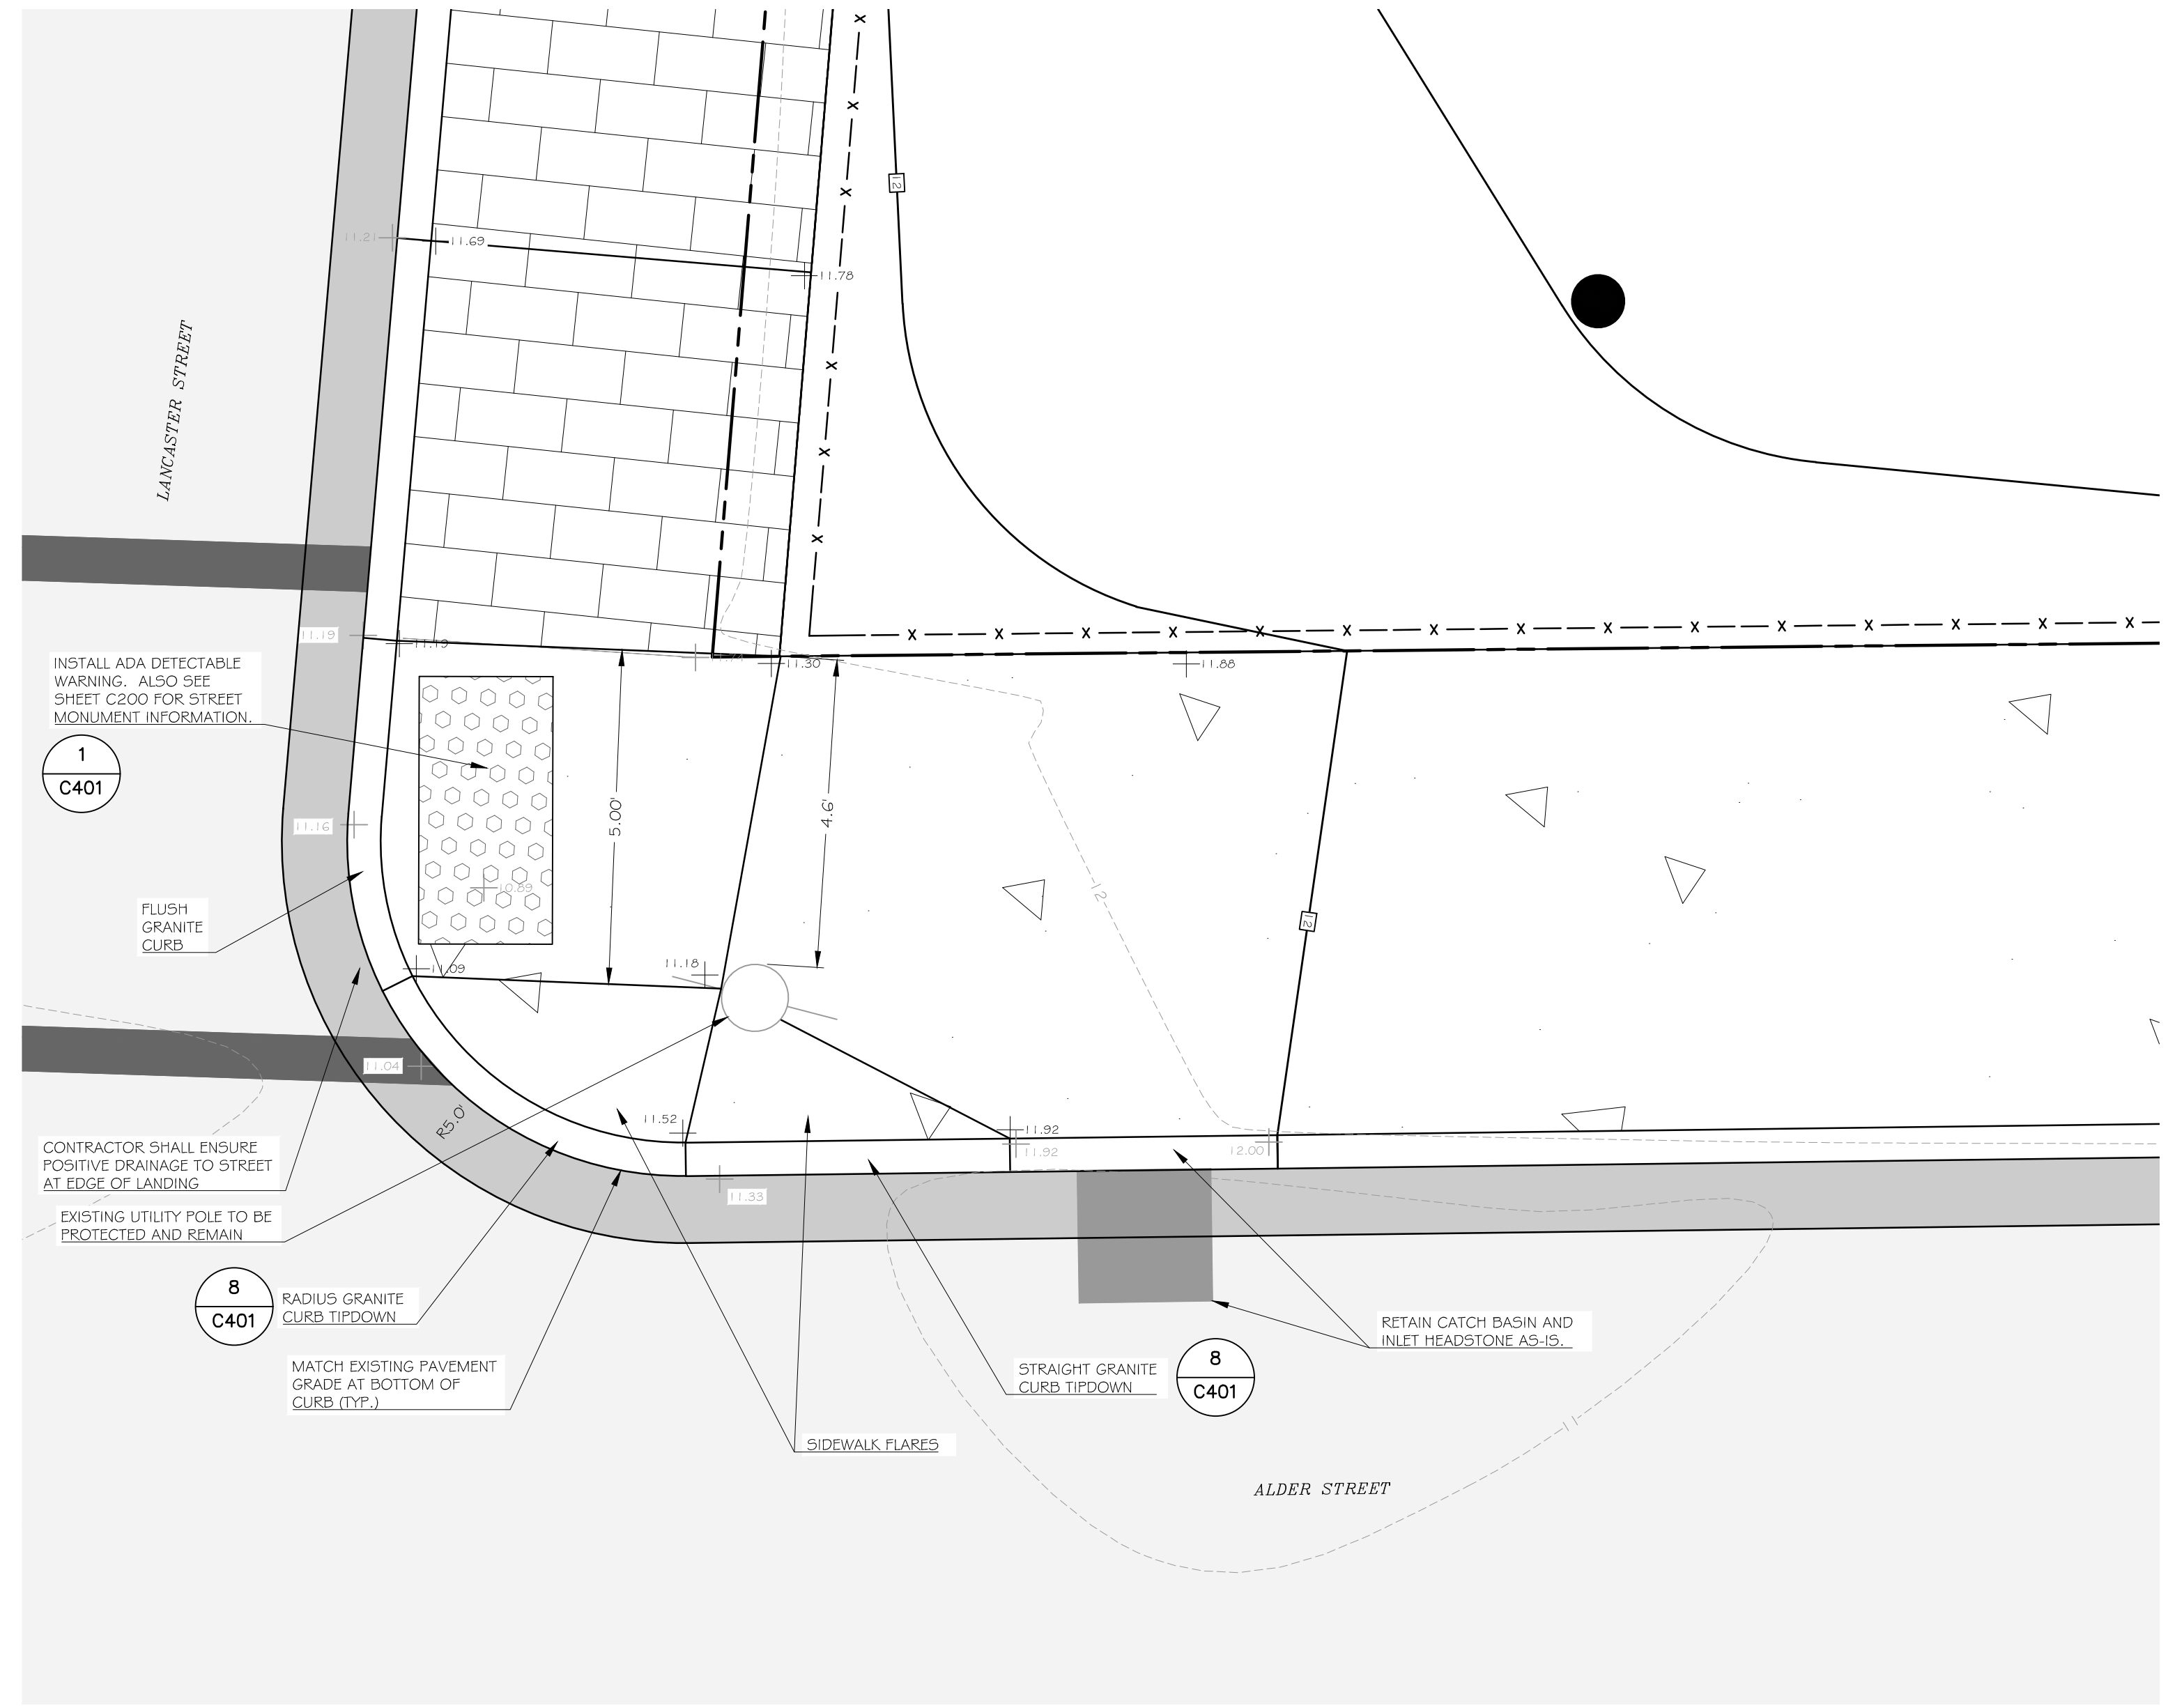 12
11.21
11.69
11.78
LANCASTER STREET
11.19
11.19
11.30
11.88
INSTALL ADA DETECTABLE
WARNING. ALSO SEE
SHEET C200 FOR STREET
MONUMENT INFORMATION.
1
C401
5.00'
4.6'
11.16
10.89
12
12
FLUSH
GRANITE
CURB
11.09
11.18
11.04
R5.0'
11.52
11.92
11.92
12.00
CONTRACTOR SHALL ENSURE
POSITIVE DRAINAGE TO STREET
AT EDGE OF LANDING
11.33
EXISTING UTILITY POLE TO BE
PROTECTED AND REMAIN
8
C401
RADIUS GRANITE
CURB TIPDOWN
RETAIN CATCH BASIN AND
INLET HEADSTONE AS-IS.
MATCH EXISTING PAVEMENT
GRADE AT BOTTOM OF
CURB (TYP.)
STRAIGHT GRANITE
CURB TIPDOWN
8
C401
11
SIDEWALK FLARES
ALDER STREET